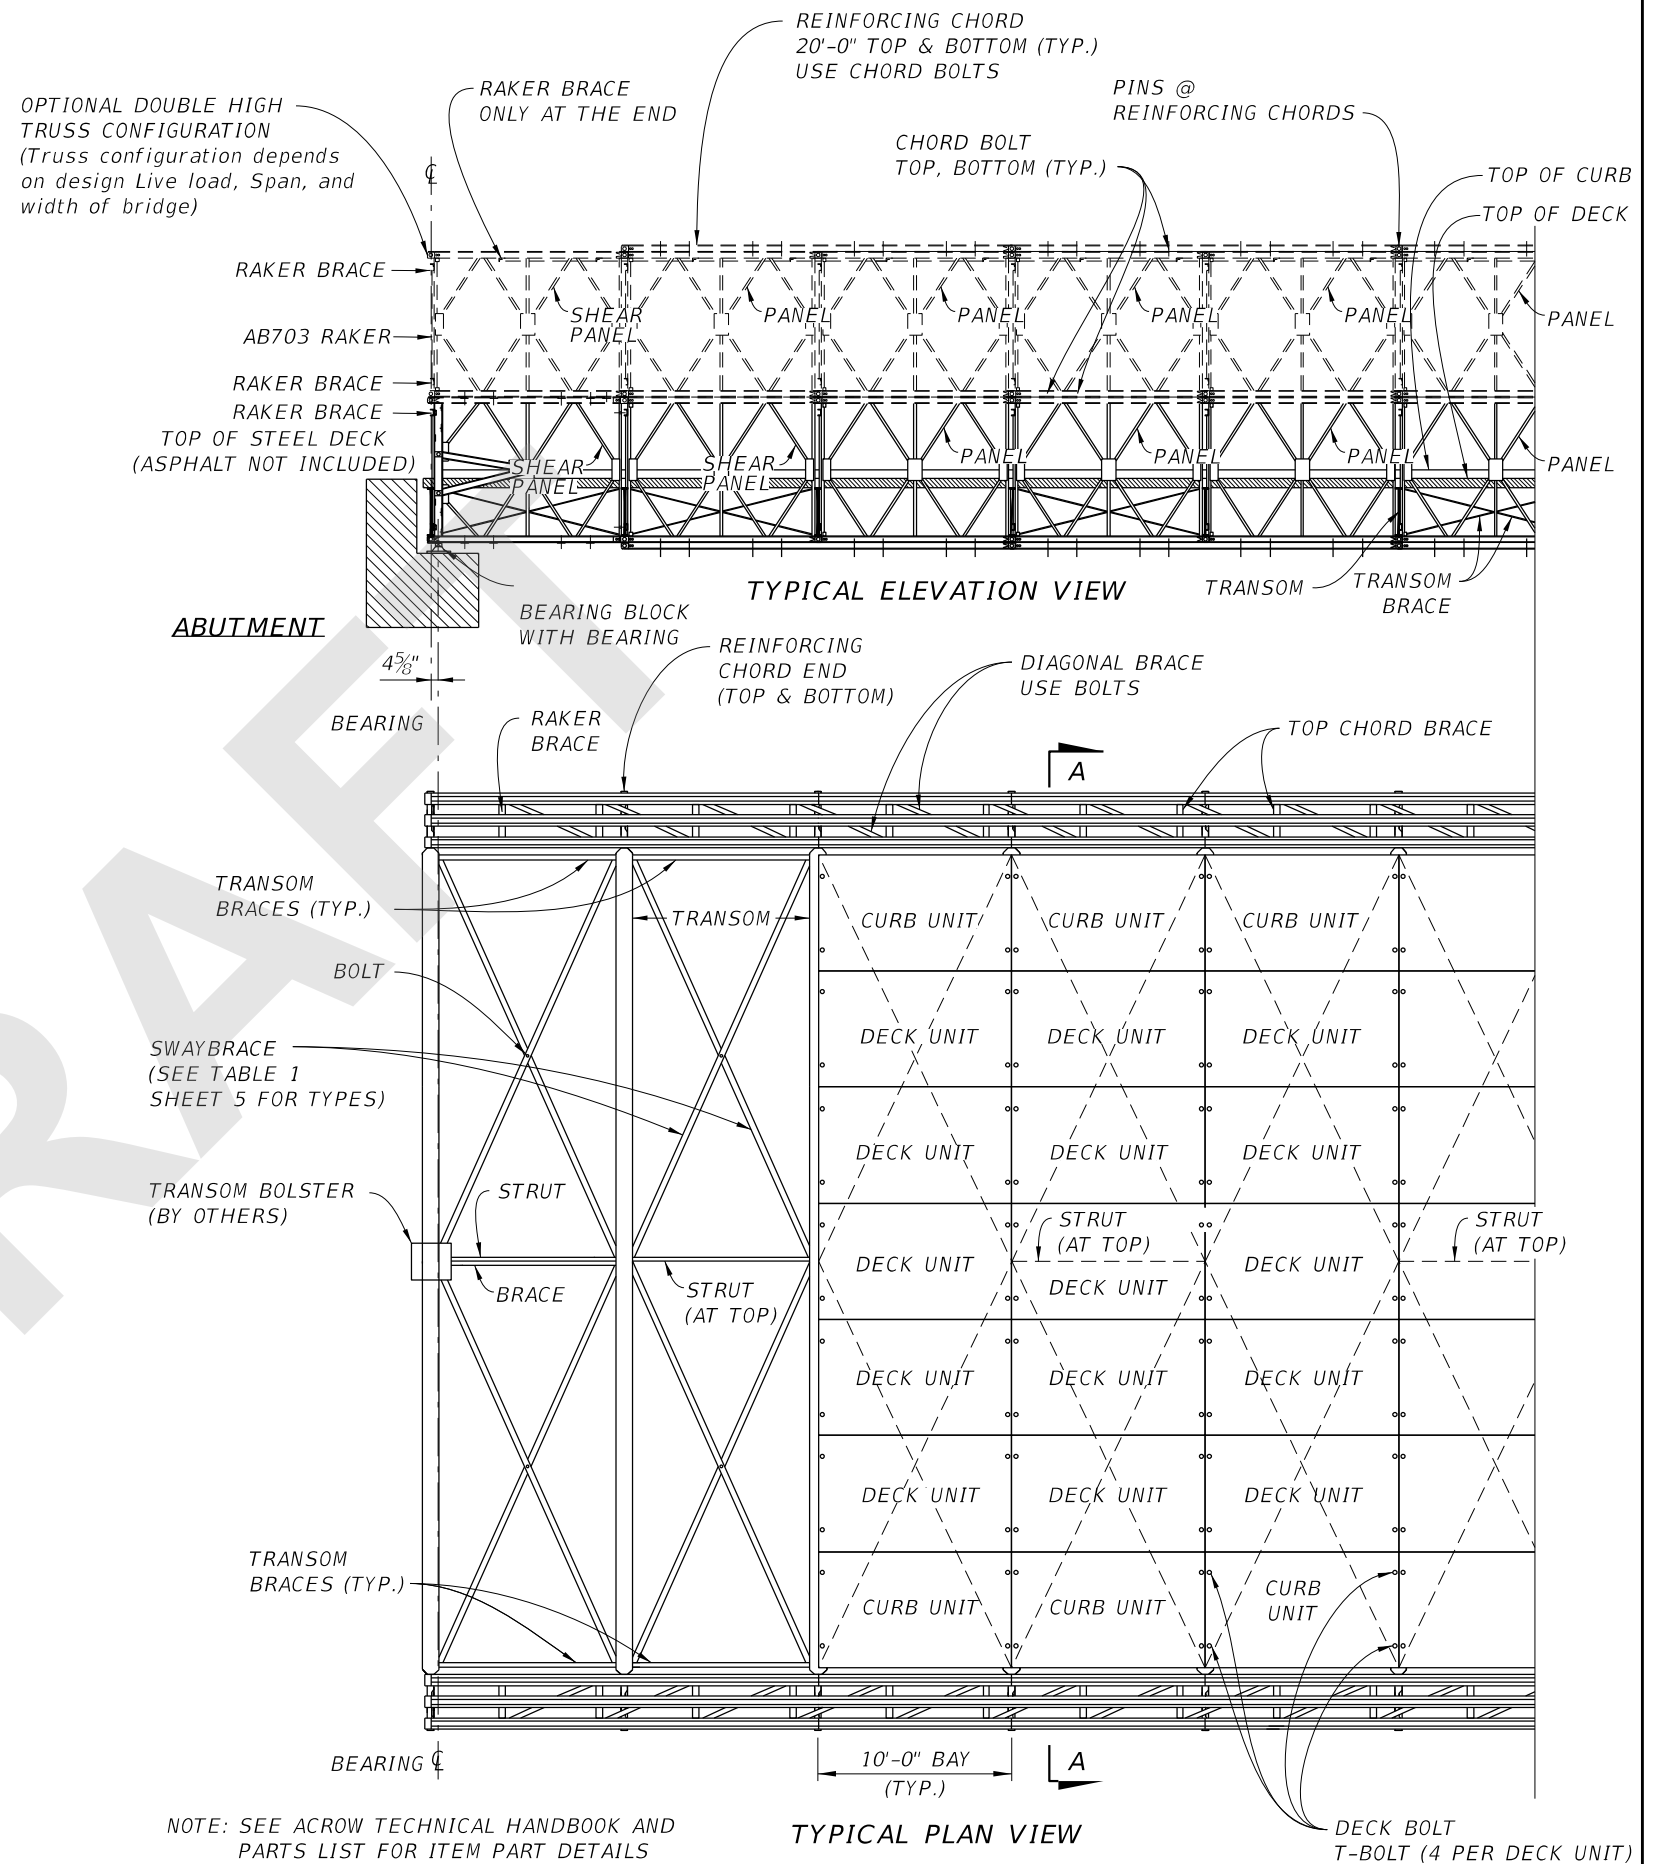 REINFORCING CHORD
20'-0" TOP & BOTTOM (TYP.)
USE CHORD BOLTS
RAKER BRACE
ONLY AT THE END
PINS @
REINFORCING CHORDS
OPTIONAL DOUBLE HIGH
TRUSS CONFIGURATION
(Truss configuration depends
on design Live load, Span, and
width of bridge)
CHORD BOLT
TOP, BOTTOM (TYP.)
℄
TOP OF CURB
TOP OF DECK
RAKER BRACE
SHEAR
PANEL
PANEL
PANEL
PANEL
PANEL
PANEL
AB703 RAKER
RAKER BRACE
RAKER BRACE
TOP OF STEEL DECK
(ASPHALT NOT INCLUDED)
SHEAR
PANEL
SHEAR
PANEL
PANEL
PANEL
PANEL
PANEL
TYPICAL ELEVATION VIEW
TRANSOM
TRANSOM
BRACE
ABUTMENT
BEARING BLOCK
WITH BEARING
4⅝"
REINFORCING
CHORD END
(TOP & BOTTOM)
DIAGONAL BRACE
USE BOLTS
BEARING
RAKER
BRACE
TOP CHORD BRACE
A
TRANSOM
BRACES (TYP.)
TRANSOM
CURB UNIT
CURB UNIT
CURB UNIT
BOLT
DECK UNIT
DECK UNIT
DECK UNIT
SWAYBRACE
(SEE TABLE 1
SHEET 5 FOR TYPES)
DECK UNIT
DECK UNIT
DECK UNIT
TRANSOM BOLSTER
(BY OTHERS)
STRUT
STRUT
(AT TOP)
STRUT
(AT TOP)
DECK UNIT
DECK UNIT
DECK UNIT
BRACE
STRUT
(AT TOP)
DECK UNIT
DECK UNIT
DECK UNIT
DECK UNIT
DECK UNIT
DECK UNIT
TRANSOM
BRACES (TYP.)
CURB UNIT
CURB UNIT
CURB
UNIT
BEARING ℄
10'-0" BAY
(TYP.)
A
NOTE: SEE ACROW TECHNICAL HANDBOOK AND
PARTS LIST FOR ITEM PART DETAILS
TYPICAL PLAN VIEW
DECK BOLT
T-BOLT (4 PER DECK UNIT)
RAFT